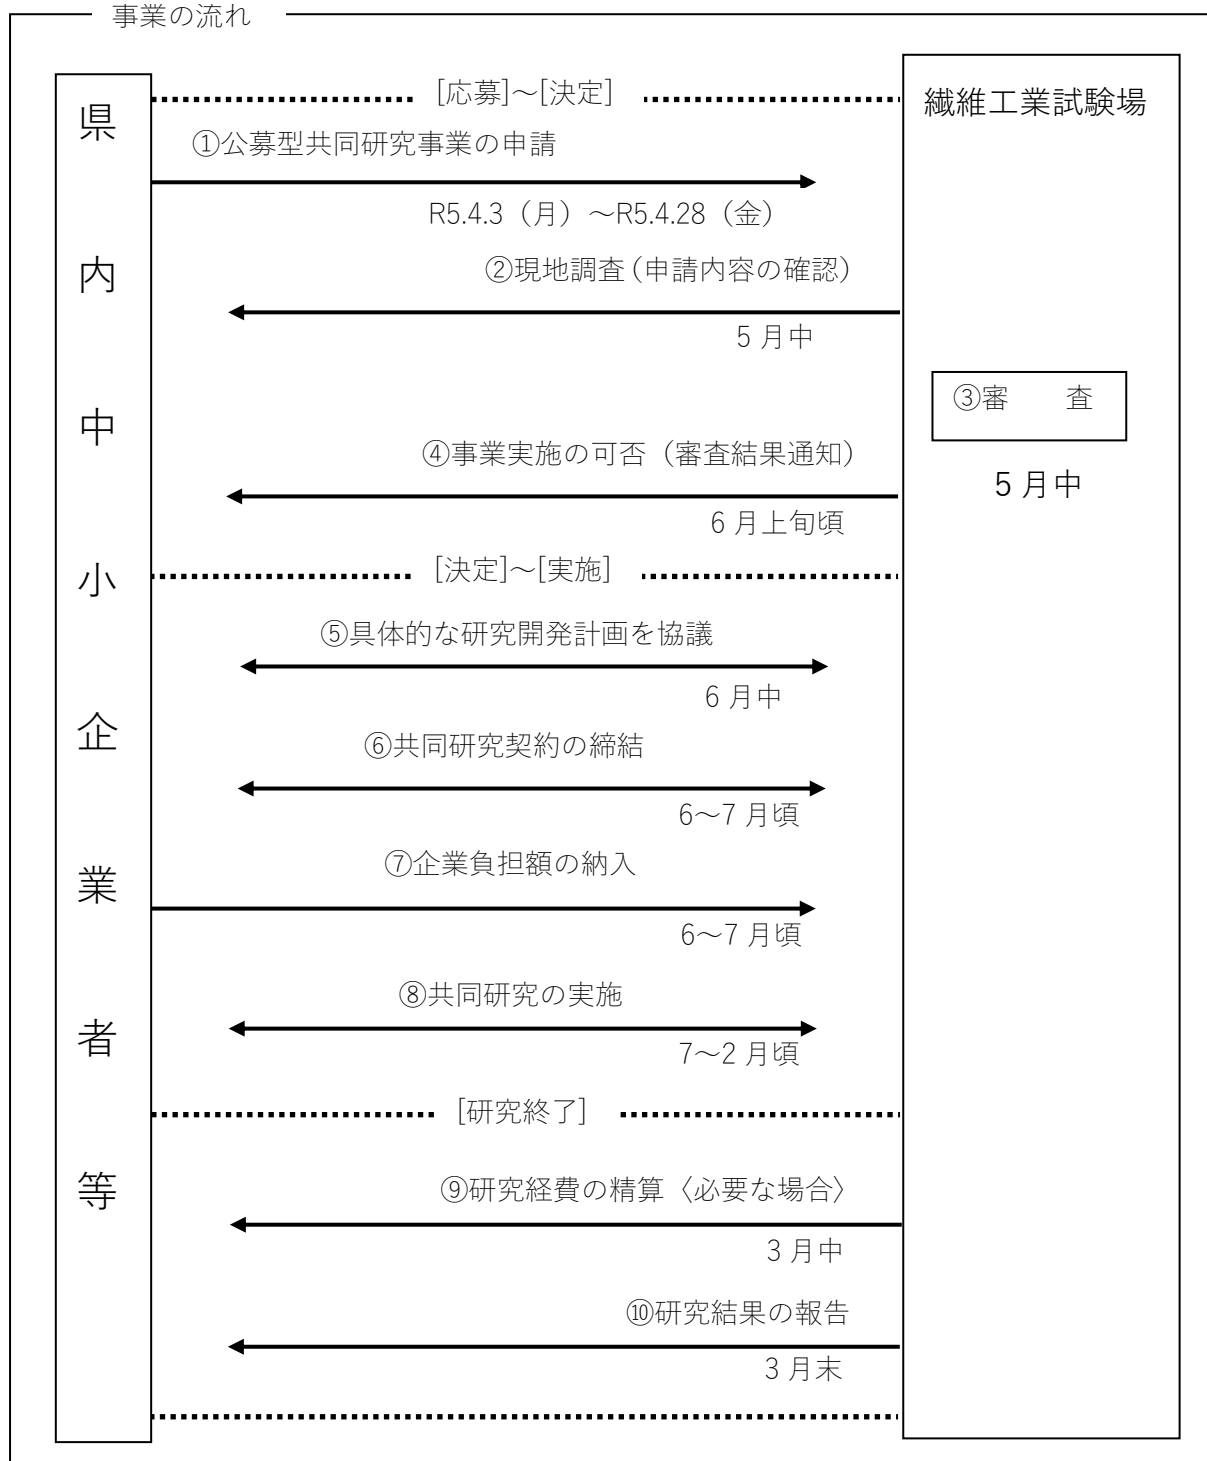 事業の流れ
県内中小企業者等
繊維工業試験場
[応募]～[決定]
①公募型共同研究事業の申請
R5.4.3（月）～R5.4.28（金）
②現地調査（申請内容の確認）
5月中
③審　　査
5月中
④事業実施の可否（審査結果通知）
6月上旬頃
[決定]～[実施]
⑤具体的な研究開発計画を協議
6月中
⑥共同研究契約の締結
6～7月頃
⑦企業負担額の納入
6～7月頃
⑧共同研究の実施
7～2月頃
[研究終了]
⑨研究経費の精算〈必要な場合〉
3月中
⑩研究結果の報告
3月末